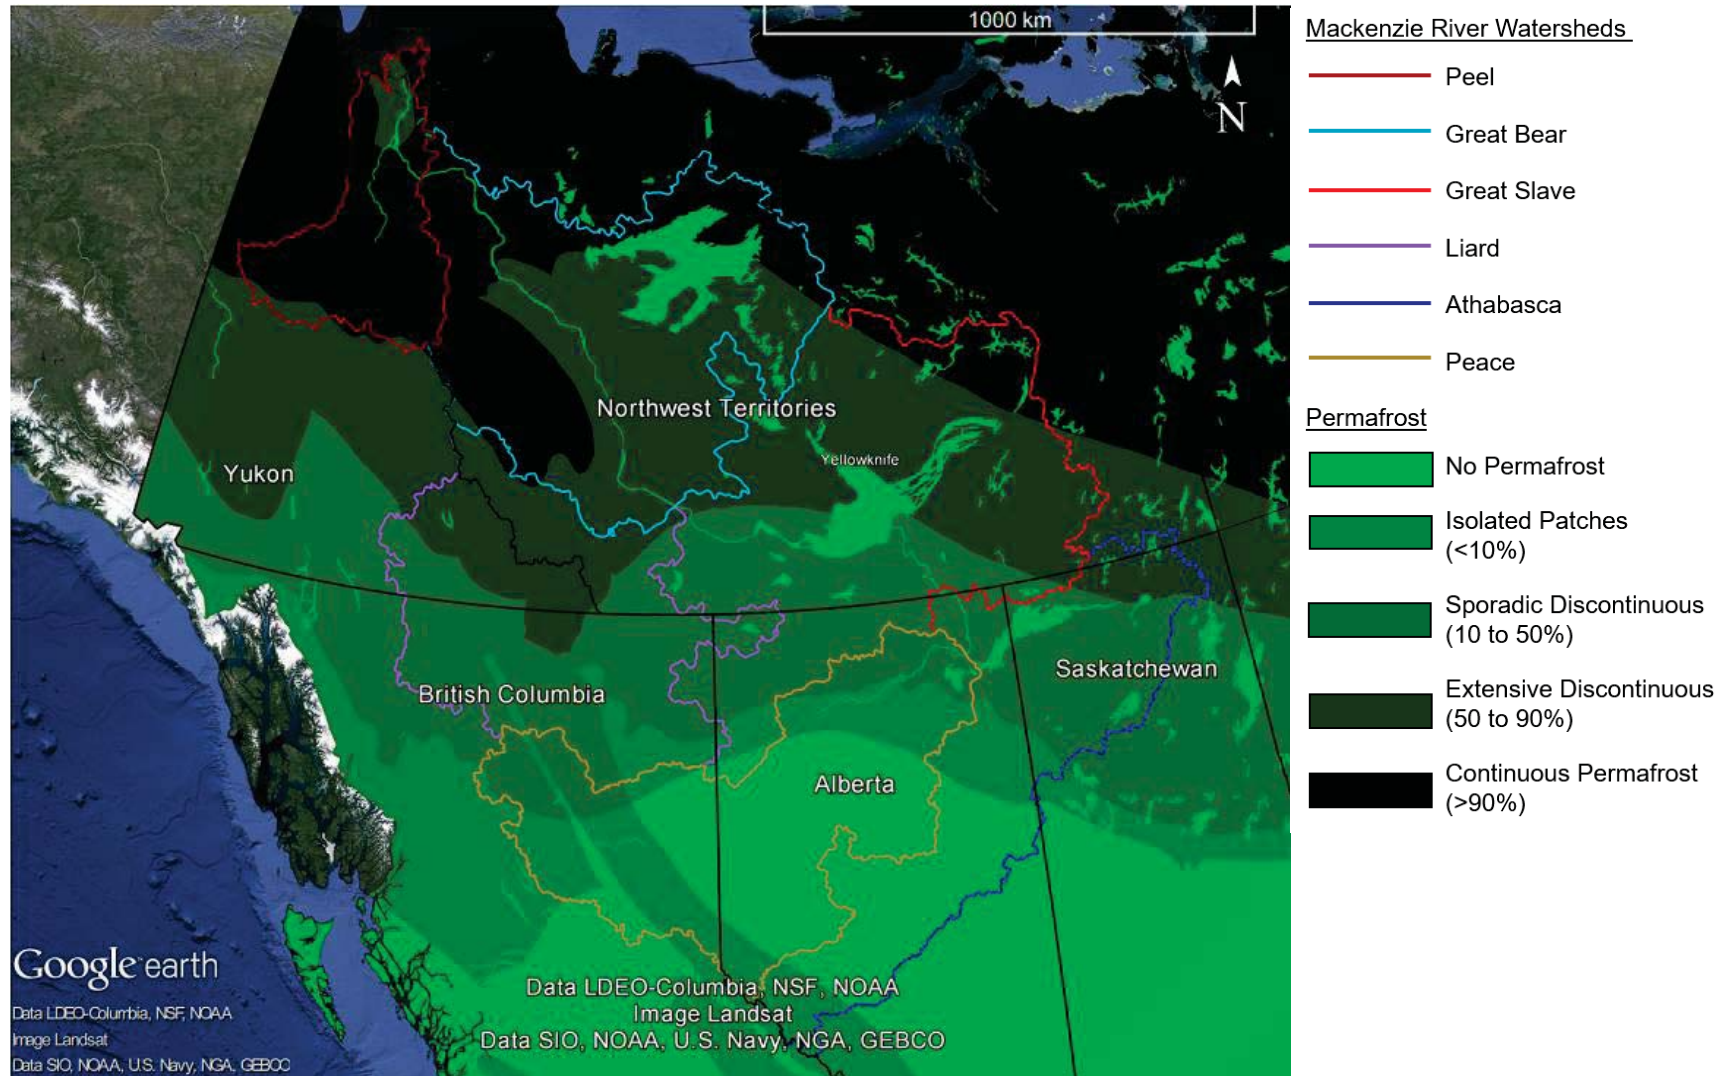 1000 km
N
Northwest Territories
Yellowknife
Yukon
Saskatchewan
British Columbia
Alberta
Google earth
Data LDEO-Columbia, NSF, NOAA
Image Landsat
Data SIO, NOAA, U.S. Navy, NGA, GEBCO
Data LDEO-Columbia, NSF, NOAA
Image Landsat
Data SIO, NOAA, U.S. Navy, NGA, GEBCO
Mackenzie River Watersheds
Peel
Great Bear
Great Slave
Liard
Athabasca
Peace
Permafrost
No Permafrost
Isolated Patches
(<10%)
Sporadic Discontinuous
(10 to 50%)
Extensive Discontinuous
(50 to 90%)
Continuous Permafrost
(>90%)